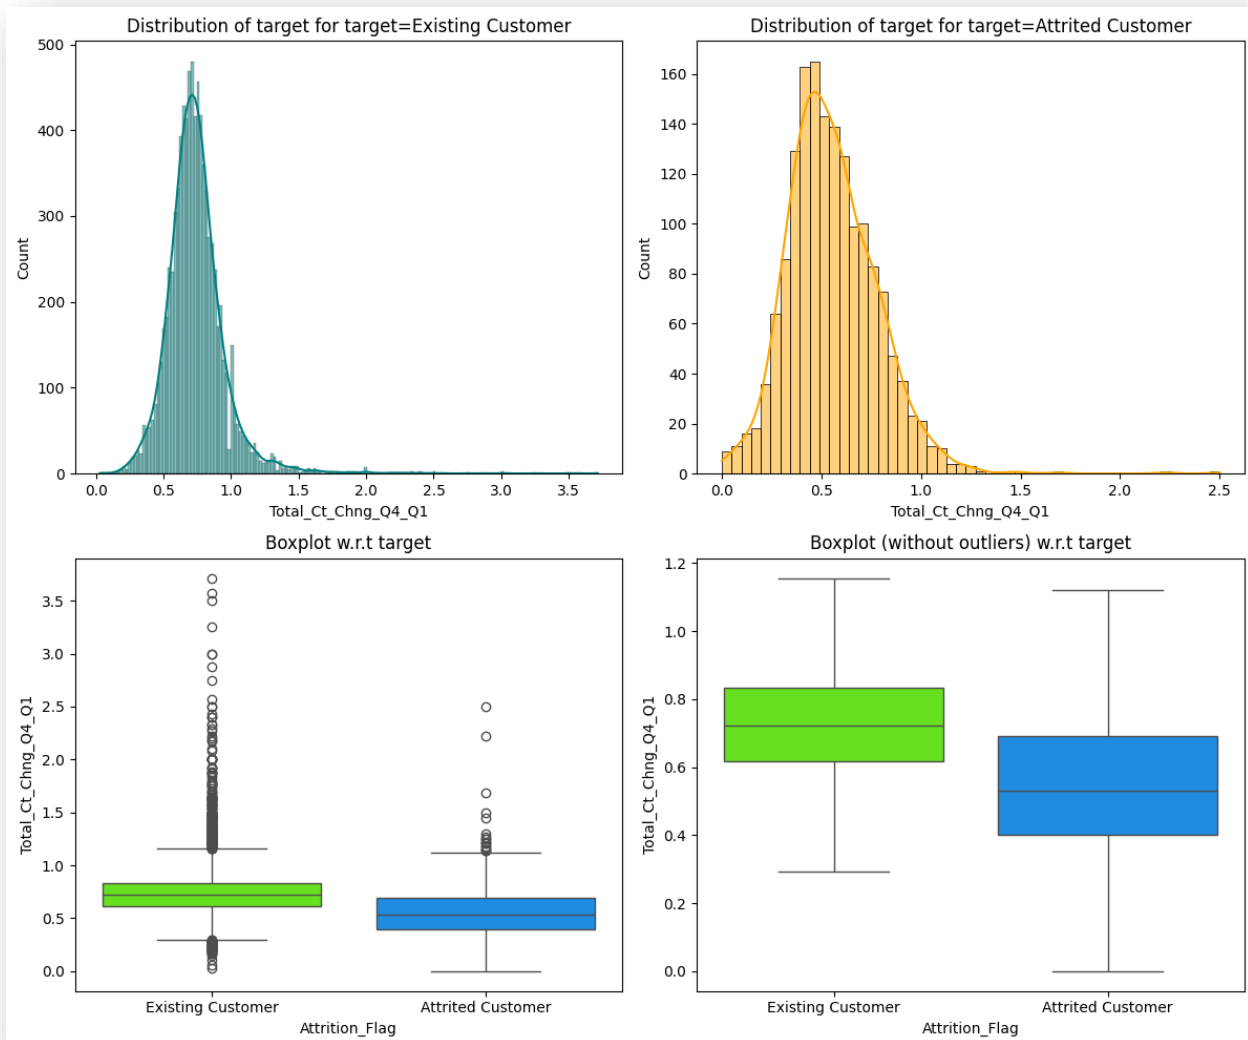 Distribution of target for target=Existing Customer
500
400
300
200
100
0
Count
0.0 0.5 1.0 1.5 2.0 2.5 3.0 3.5
Total_Ct_Chng_Q4_Q1
Distribution of target for target=Attrited Customer
160
140
120
100
80
60
40
20
0
Count
0.0 0.5 1.0 1.5 2.0 2.5
Total_Ct_Chng_Q4_Q1
Boxplot w.r.t target
3.5
3.0
2.5
2.0
1.5
1.0
0.5
0.0
Total_Ct_Chng_Q4_Q1
Existing Customer Attrited Customer
Attrition_Flag
Boxplot (without outliers) w.r.t target
1.2
1.0
0.8
0.6
0.4
0.2
0.0
Total_Ct_Chng_Q4_Q1
Existing Customer Attrited Customer
Attrition_Flag